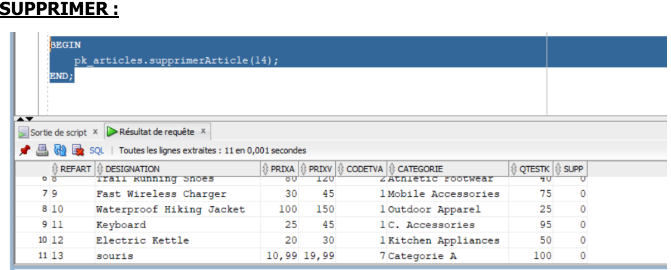 SUPPRIMER :
BEGIN
pk_articles.supprimerArticle(14);
END;
Sortie de script × Résultat de requête ×
SQL | Toutes les lignes extraites : 11 en 0,001 secondes
REFART DESIGNATION PRIXA PRIXV CODETVA CATEGORIE QTESTK SUPP
6 8 Trail Running Shoes 80 120 2 Athletic Footwear 40 0
7 9 Fast Wireless Charger 30 45 1 Mobile Accessories 75 0
8 10 Waterproof Hiking Jacket 100 150 1 Outdoor Apparel 25 0
9 11 Keyboard 25 45 1 C. Accessories 95 0
10 12 Electric Kettle 20 30 1 Kitchen Appliances 50 0
11 13 souris 10,99 19,99 7 Categorie A 100 0